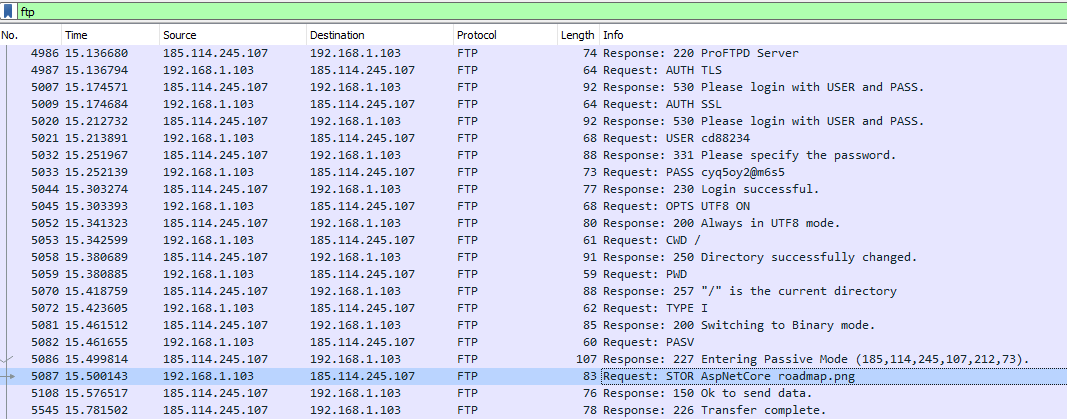 ftp
No. Time Source Destination Protocol Length Info
4986 15.136680 185.114.245.107 192.168.1.103 FTP 74 Response: 220 ProFTPD Server
4987 15.136794 192.168.1.103 185.114.245.107 FTP 64 Request: AUTH TLS
5007 15.174571 185.114.245.107 192.168.1.103 FTP 92 Response: 530 Please login with USER and PASS.
5009 15.174684 192.168.1.103 185.114.245.107 FTP 64 Request: AUTH SSL
5020 15.212732 185.114.245.107 192.168.1.103 FTP 92 Response: 530 Please login with USER and PASS.
5021 15.213891 192.168.1.103 185.114.245.107 FTP 68 Request: USER cd88234
5032 15.251967 185.114.245.107 192.168.1.103 FTP 88 Response: 331 Please specify the password.
5033 15.252139 192.168.1.103 185.114.245.107 FTP 73 Request: PASS cyq5oy2@m6s5
5044 15.303274 185.114.245.107 192.168.1.103 FTP 77 Response: 230 Login successful.
5045 15.303393 192.168.1.103 185.114.245.107 FTP 68 Request: OPTS UTF8 ON
5052 15.341323 185.114.245.107 192.168.1.103 FTP 80 Response: 200 Always in UTF8 mode.
5053 15.342599 192.168.1.103 185.114.245.107 FTP 61 Request: CWD /
5058 15.380689 185.114.245.107 192.168.1.103 FTP 91 Response: 250 Directory successfully changed.
5059 15.380885 192.168.1.103 185.114.245.107 FTP 59 Request: PWD
5070 15.418759 185.114.245.107 192.168.1.103 FTP 88 Response: 257 "/" is the current directory
5072 15.423605 192.168.1.103 185.114.245.107 FTP 62 Request: TYPE I
5081 15.461512 185.114.245.107 192.168.1.103 FTP 85 Response: 200 Switching to Binary mode.
5082 15.461655 192.168.1.103 185.114.245.107 FTP 60 Request: PASV
5086 15.499814 185.114.245.107 192.168.1.103 FTP 107 Response: 227 Entering Passive Mode (185,114,245,107,212,73).
5087 15.500143 192.168.1.103 185.114.245.107 FTP 83 Request: STOR AspNetCore roadmap.png
5108 15.576517 185.114.245.107 192.168.1.103 FTP 76 Response: 150 Ok to send data.
5545 15.781502 185.114.245.107 192.168.1.103 FTP 78 Response: 226 Transfer complete.